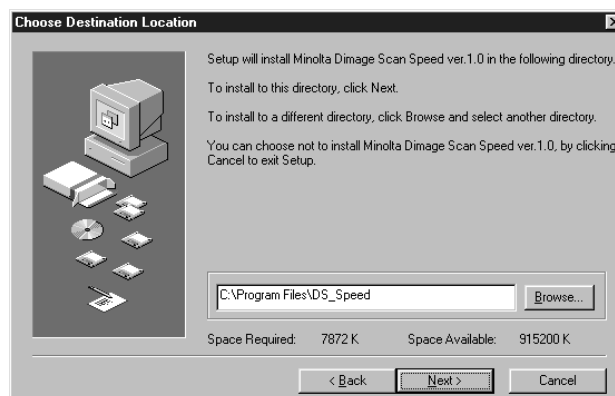 Choose Destination Location
Setup will install Minolta Dimage Scan Speed ver.1.0 in the following directory.
To install to this directory, click Next.
To install to a different directory, click Browse and select another directory.
You can choose not to install Minolta Dimage Scan Speed ver.1.0, by clicking
Cancel to exit Setup.
C:\Program Files\DS_Speed
Browse...
Space Required: 7872 K Space Available: 915200 K
< Back Next > Cancel